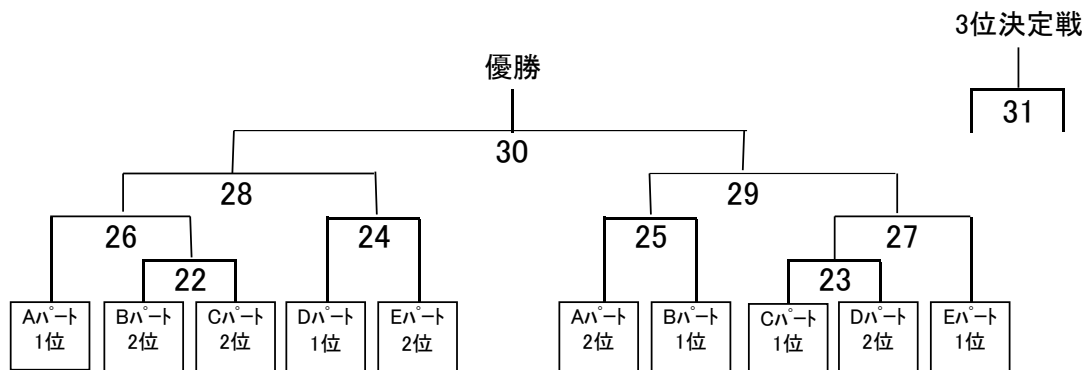 3位決定戦
優勝
31
30
28
29
26
24
25
27
22
23
Aパート
1位
Bパート
2位
Cパート
2位
Dパート
1位
Eパート
2位
Aパート
2位
Bパート
1位
Cパート
1位
Dパート
2位
Eパート
1位